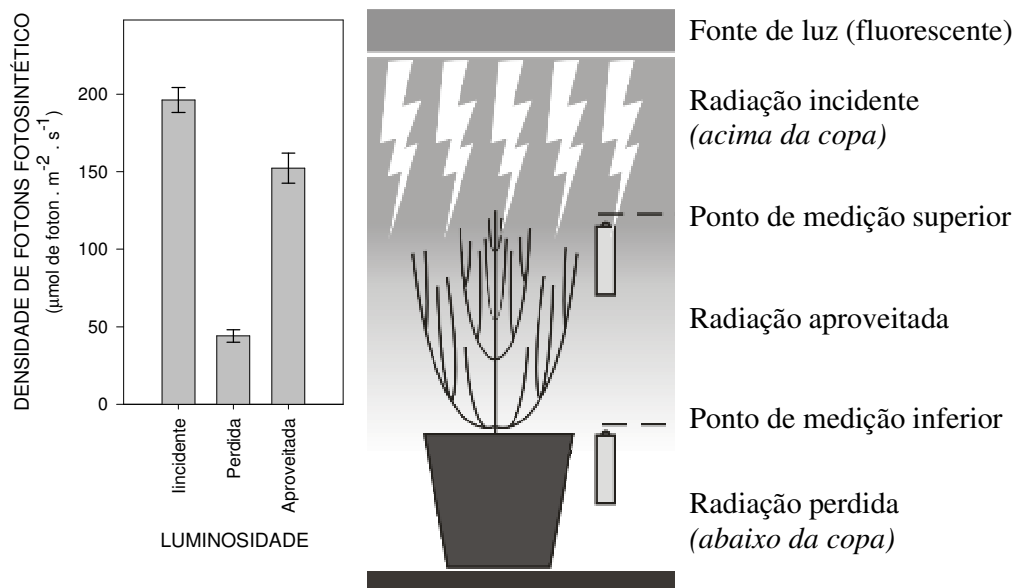 DENSIDADE DE FOTONS FOTOSINTÉTICO
(µmol de foton . m-2 . s-1)
200
150
100
50
0
Iincidente
Perdida
Aproveitada
LUMINOSIDADE
Fonte de luz (fluorescente)
Radiação incidente
(acima da copa)
Ponto de medição superior
Radiação aproveitada
Ponto de medição inferior
Radiação perdida
(abaixo da copa)